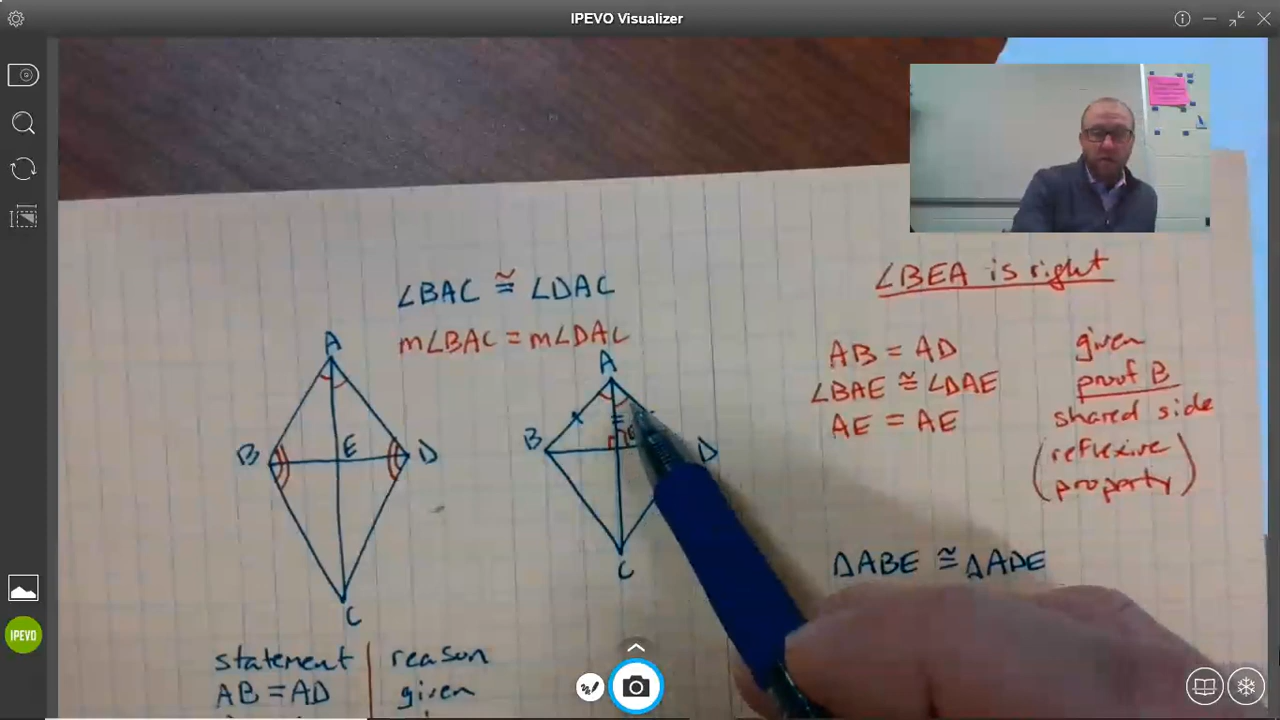 IPEVO Visualizer
∠BAC ≅ ∠DAC
m∠BAC = m∠DAC
A
B
E
D
C
A
B
D
C
∠BEA is right
AB = AD given
∠BAE ≅ ∠DAE proof B
AE = AE shared side
(reflexive
property)
△ABE ≅ △ADE
statement | reason
AB = AD | given
IPEVO